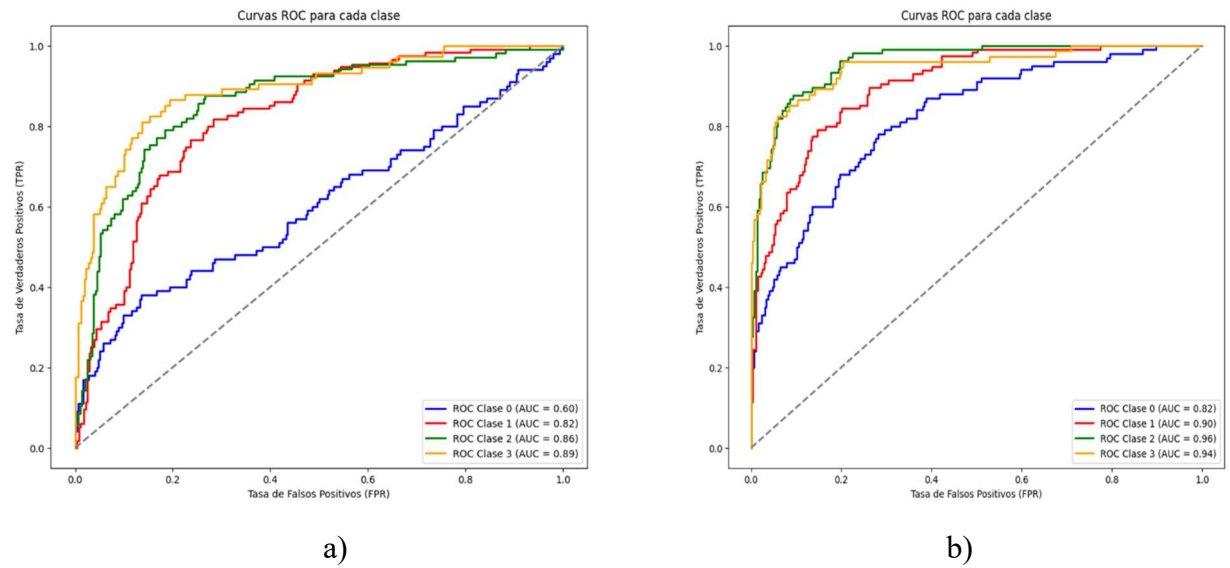 Curvas ROC para cada clase
1.0
0.8
0.6
0.4
0.2
0.0
Tasa de Verdaderos Positivos (TPR)
ROC Clase 0 (AUC = 0.60)
ROC Clase 1 (AUC = 0.82)
ROC Clase 2 (AUC = 0.86)
ROC Clase 3 (AUC = 0.89)
0.0 0.2 0.4 0.6 0.8 1.0
Tasa de Falsos Positivos (FPR)
a)
Curvas ROC para cada clase
1.0
0.8
0.6
0.4
0.2
0.0
Tasa de Verdaderos Positivos (TPR)
ROC Clase 0 (AUC = 0.82)
ROC Clase 1 (AUC = 0.90)
ROC Clase 2 (AUC = 0.96)
ROC Clase 3 (AUC = 0.94)
0.0 0.2 0.4 0.6 0.8 1.0
Tasa de Falsos Positivos (FPR)
b)